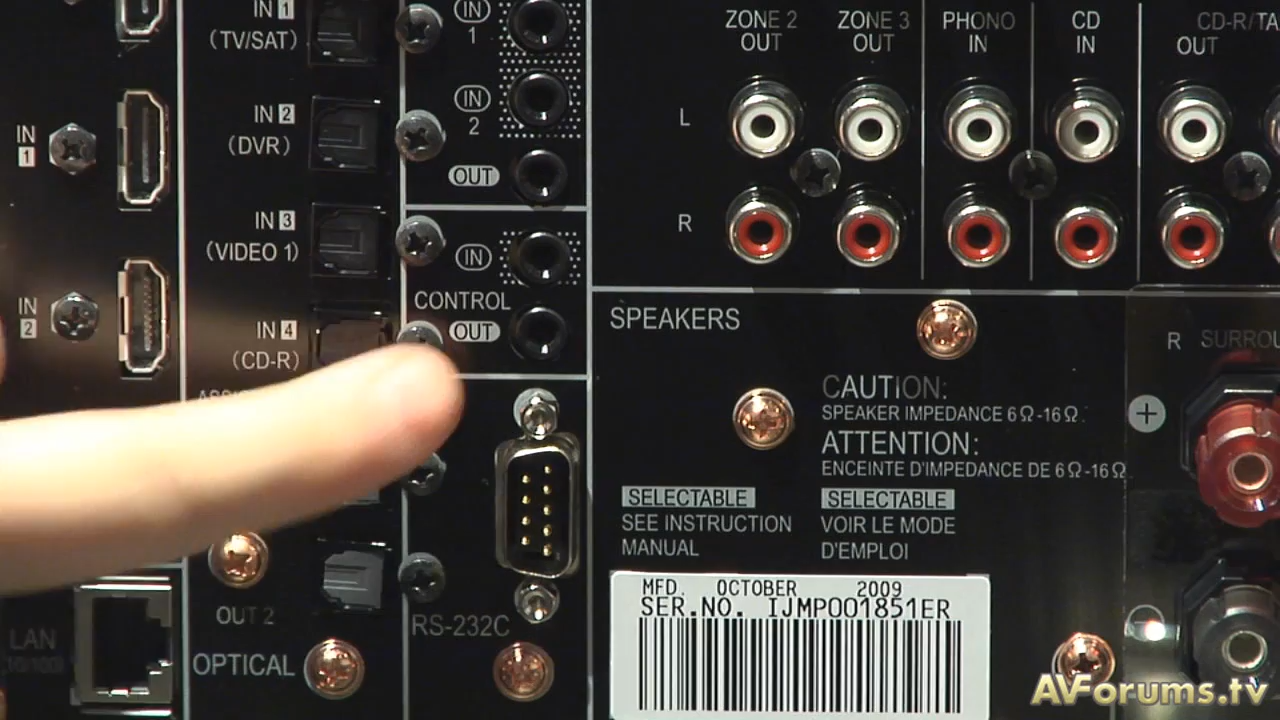 IN 1
(TV/SAT)
IN 2
(DVR)
IN 3
(VIDEO 1)
IN 4
(CD-R)
IN
1
IN
2
OUT 2
OPTICAL
LAN
IN
1
IN
2
OUT
IN
CONTROL
OUT
RS-232C
ZONE 2
OUT
ZONE 3
OUT
PHONO
IN
CD
IN
CD-R/TA
OUT
L
R
SPEAKERS
R SURROU
CAUTION:
SPEAKER IMPEDANCE 6Ω-16Ω.
ATTENTION:
ENCEINTE D'IMPEDANCE DE 6Ω-16Ω
SELECTABLE
SEE INSTRUCTION
MANUAL
SELECTABLE
VOIR LE MODE
D'EMPLOI
MFD. OCTOBER 2009
SER.NO. IJMP001851ER
AVForums.tv